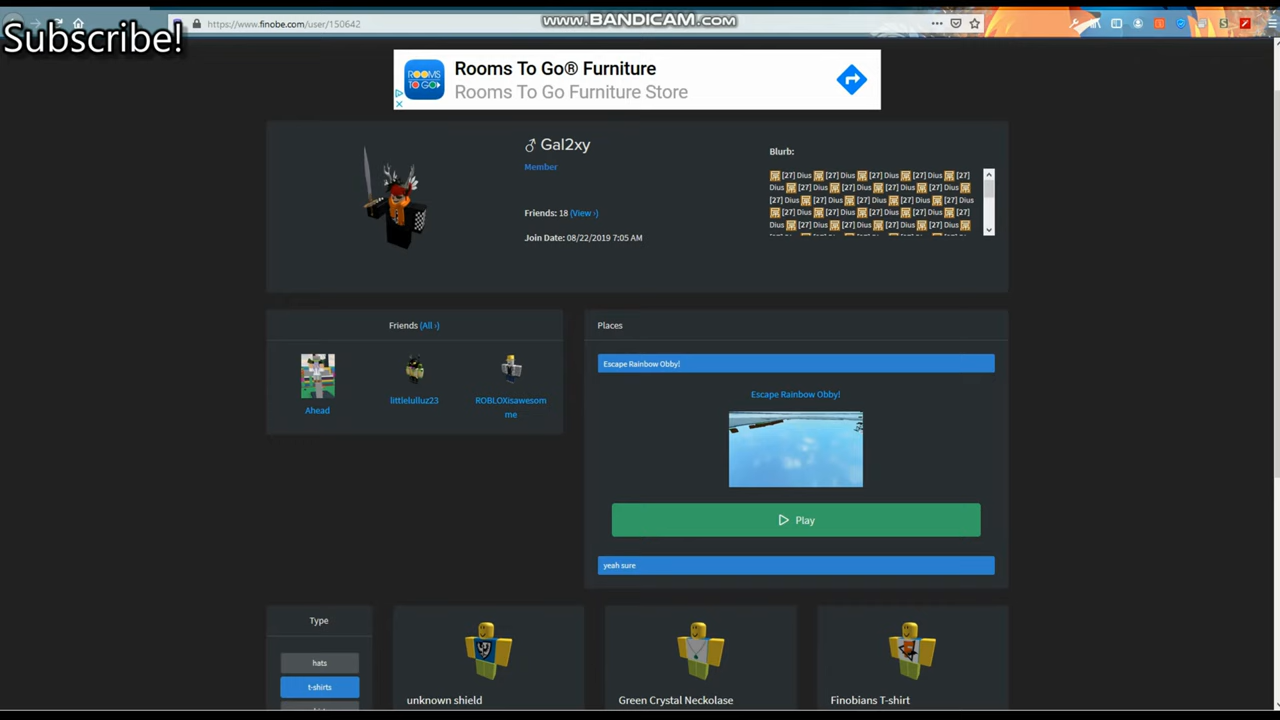 https://www.finobe.com/user/150642
www.BANDICAM.com
Subscribe!
ROOMS TO GO
Rooms To Go® Furniture
Rooms To Go Furniture Store
♂ Gal2xy
Member
Friends: 18 (View ›)
Join Date: 08/22/2019 7:05 AM
Blurb:
[27] Dius [27] Dius [27] Dius [27] Dius [27]
Dius [27] Dius [27] Dius [27] Dius [27] Dius
[27] Dius [27] Dius [27] Dius [27] Dius
[27] Dius [27] Dius [27] Dius [27] Dius
Dius [27] Dius [27] Dius [27] Dius [27]
Friends (All ›)
Ahead
littlelulluz23
ROBLOXisawesom
me
Places
Escape Rainbow Obby!
Escape Rainbow Obby!
Play
yeah sure
Type
hats
t-shirts
unknown shield
Green Crystal Neckolase
Finobians T-shirt